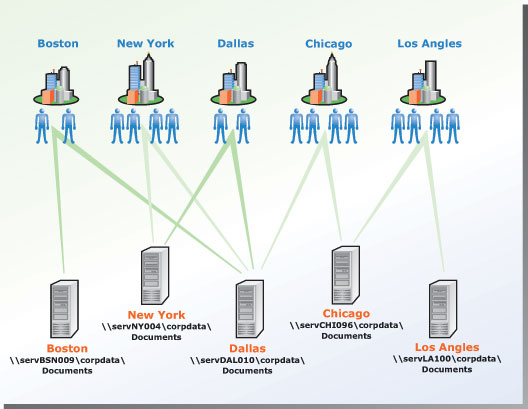 Boston
New York
Dallas
Chicago
Los Angles
New York
\\servNY004\corpdata\
Documents
Chicago
\\servCHI096\corpdata\
Documents
Boston
\\servBSN009\corpdata\
Documents
Dallas
\\servDAL010\corpdata\
Documents
Los Angles
\\servLA100\corpdata\
Documents